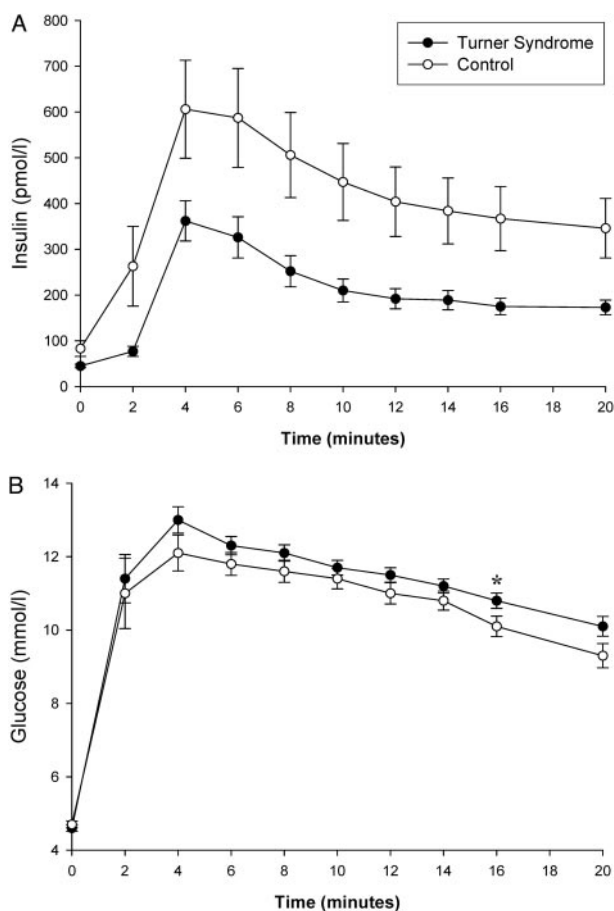 A
Turner Syndrome
Control
Insulin (pmol/l)
800
700
600
500
400
300
200
100
0
0 2 4 6 8 10 12 14 16 18 20
Time (minutes)
B
Glucose (mmol/l)
14
12
10
8
6
4
*
0 2 4 6 8 10 12 14 16 18 20
Time (minutes)